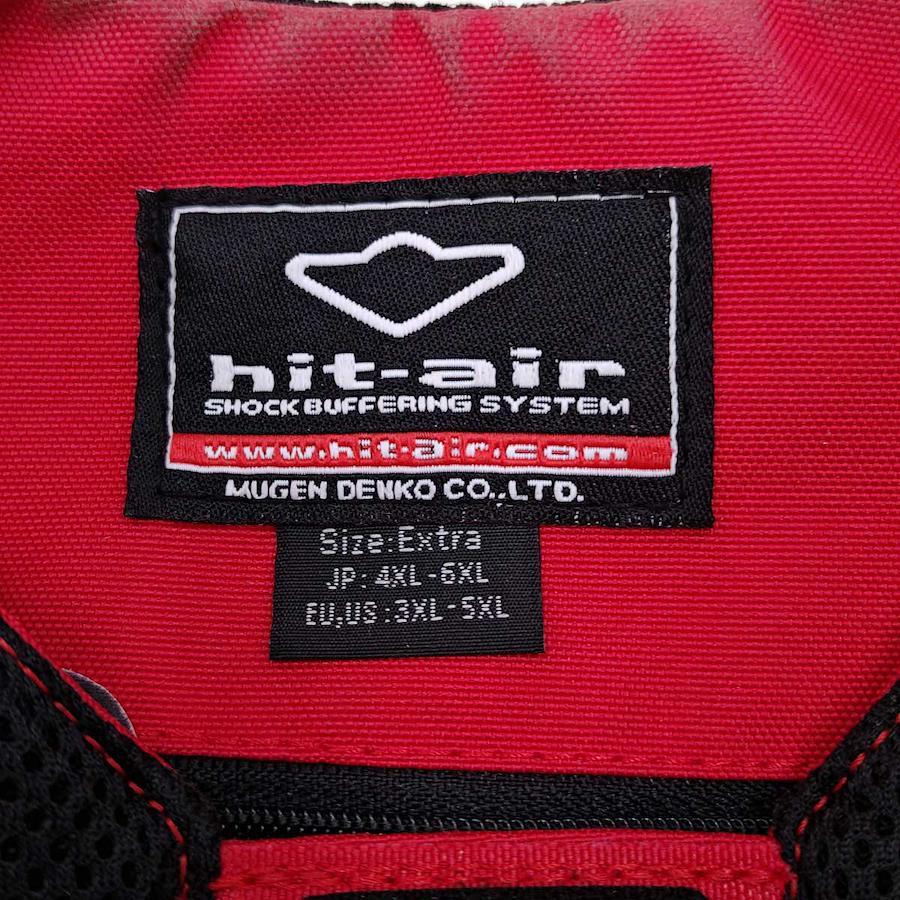 hit-air
SHOCK BUFFERING SYSTEM
www.hit-air.com
MUGEN DENKO CO.,LTD.
Size:Extra
JP: 4XL-6XL
EU,US :3XL-5XL